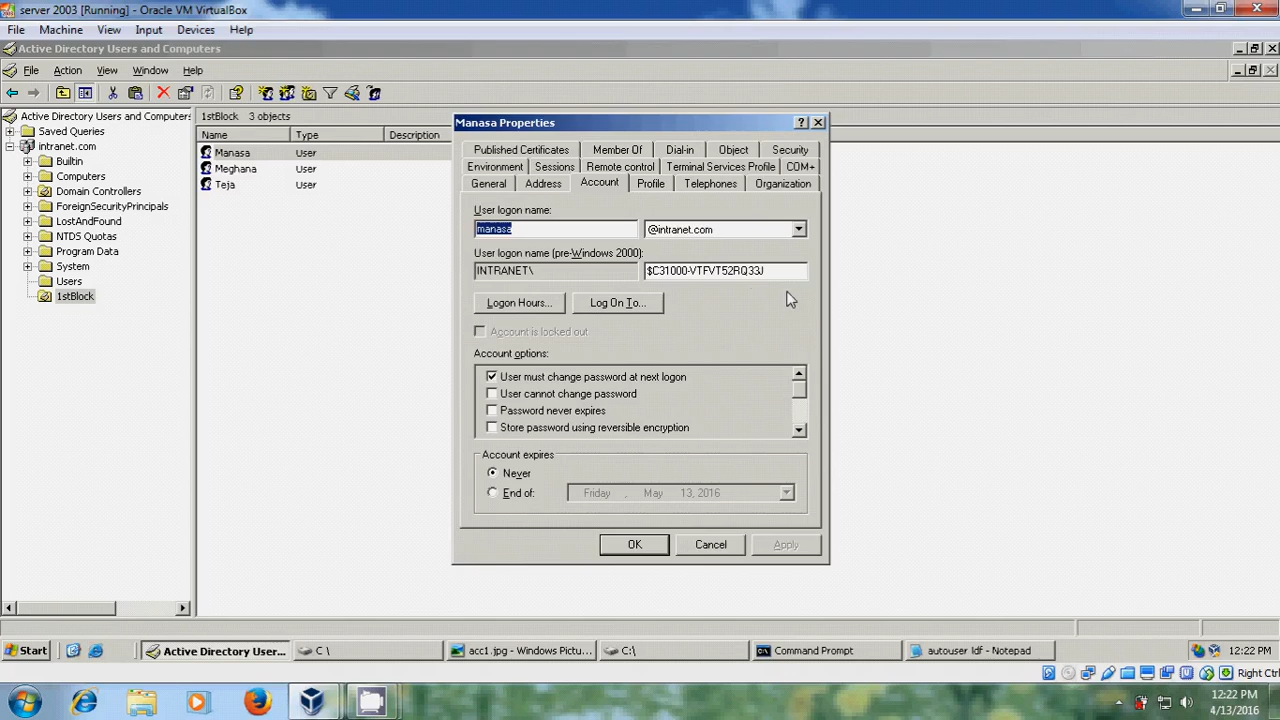 server 2003 [Running] - Oracle VM VirtualBox
File Machine View Input Devices Help
Active Directory Users and Computers
File Action View Window Help
Active Directory Users and Computers
Saved Queries
intranet.com
Builtin
Computers
Domain Controllers
ForeignSecurityPrincipals
LostAndFound
NTDS Quotas
Program Data
System
Users
1stBlock
1stBlock 3 objects
Name Type Description
Manasa User
Meghana User
Teja User
Manasa Properties
Published Certificates Member Of Dial-in Object Security
Environment Sessions Remote control Terminal Services Profile COM+
General Address Account Profile Telephones Organization
User logon name:
manasa @intranet.com
User logon name (pre-Windows 2000):
INTRANET\ $C31000-VTFVT52RQ33J
Logon Hours... Log On To...
Account is locked out
Account options:
User must change password at next logon
User cannot change password
Password never expires
Store password using reversible encryption
Account expires
Never
End of: Friday , May 13, 2016
OK Cancel Apply
Start Active Directory User... C:\ acc1.jpg - Windows Pictu... C:\ Command Prompt autouser ldf - Notepad 12:22 PM
Right Ctrl
12:22 PM
4/13/2016